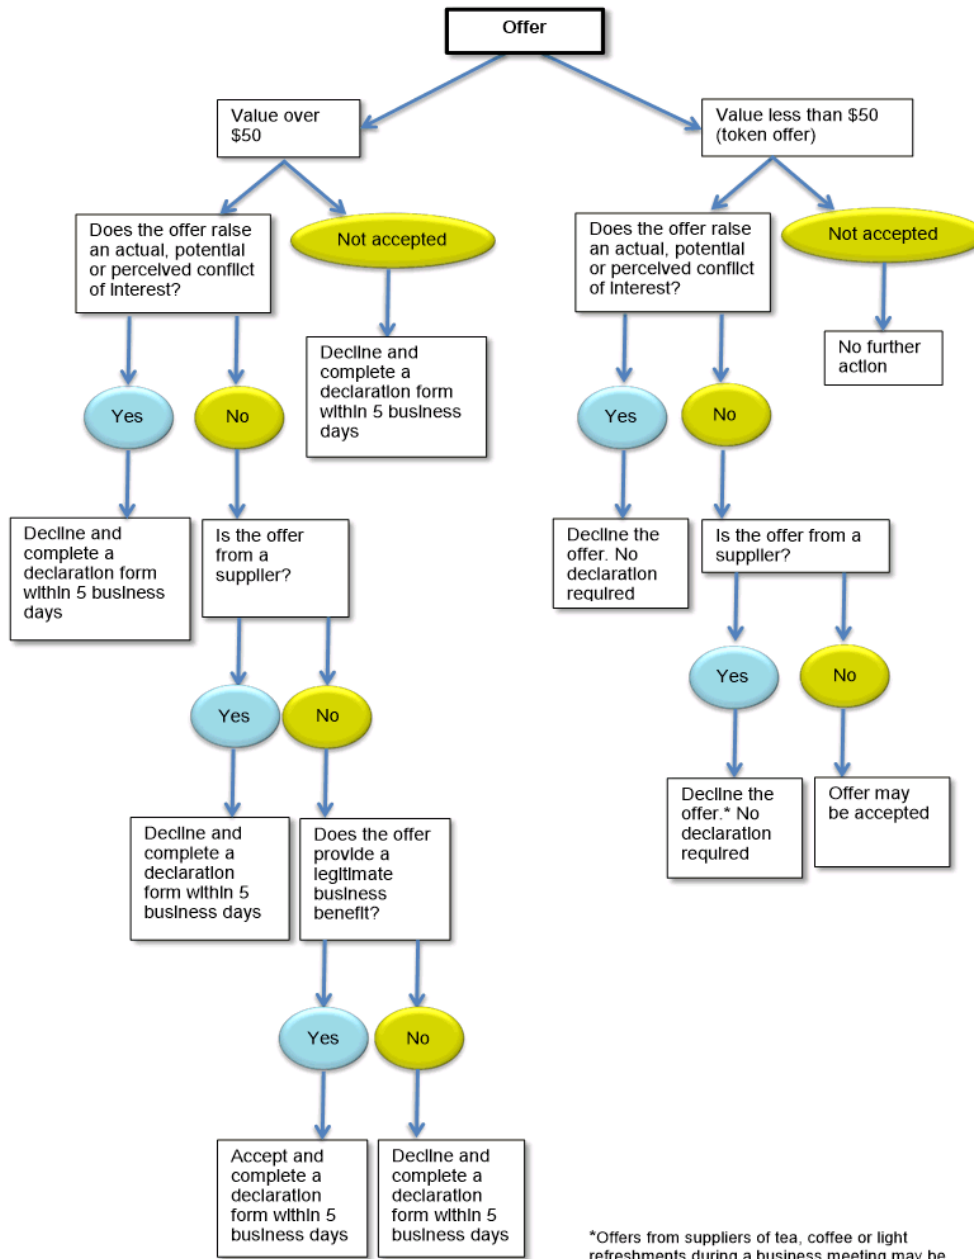 Offer
Value over
$50
Value less than $50
(token offer)
Does the offer raise
an actual, potential
or perceived conflict
of interest?
Not accepted
Does the offer raise
an actual, potential
or perceived conflict
of interest?
Not accepted
Decline and
complete a
declaration form
within 5 business
days
No further
action
Yes
No
Yes
No
Decline and
complete a
declaration form
within 5 business
days
Is the offer
from a
supplier?
Decline the
offer. No
declaration
required
Is the offer from a
supplier?
Yes
No
Yes
No
Decline the
offer.* No
declaration
required
Offer may
be accepted
Decline and
complete a
declaration
form within 5
business days
Does the offer
provide a
legitimate
business
benefit?
Yes
No
Accept and
complete a
declaration
form within 5
business days
Decline and
complete a
declaration
form within 5
business days
*Offers from suppliers of tea, coffee or light
refreshments during a business meeting may be